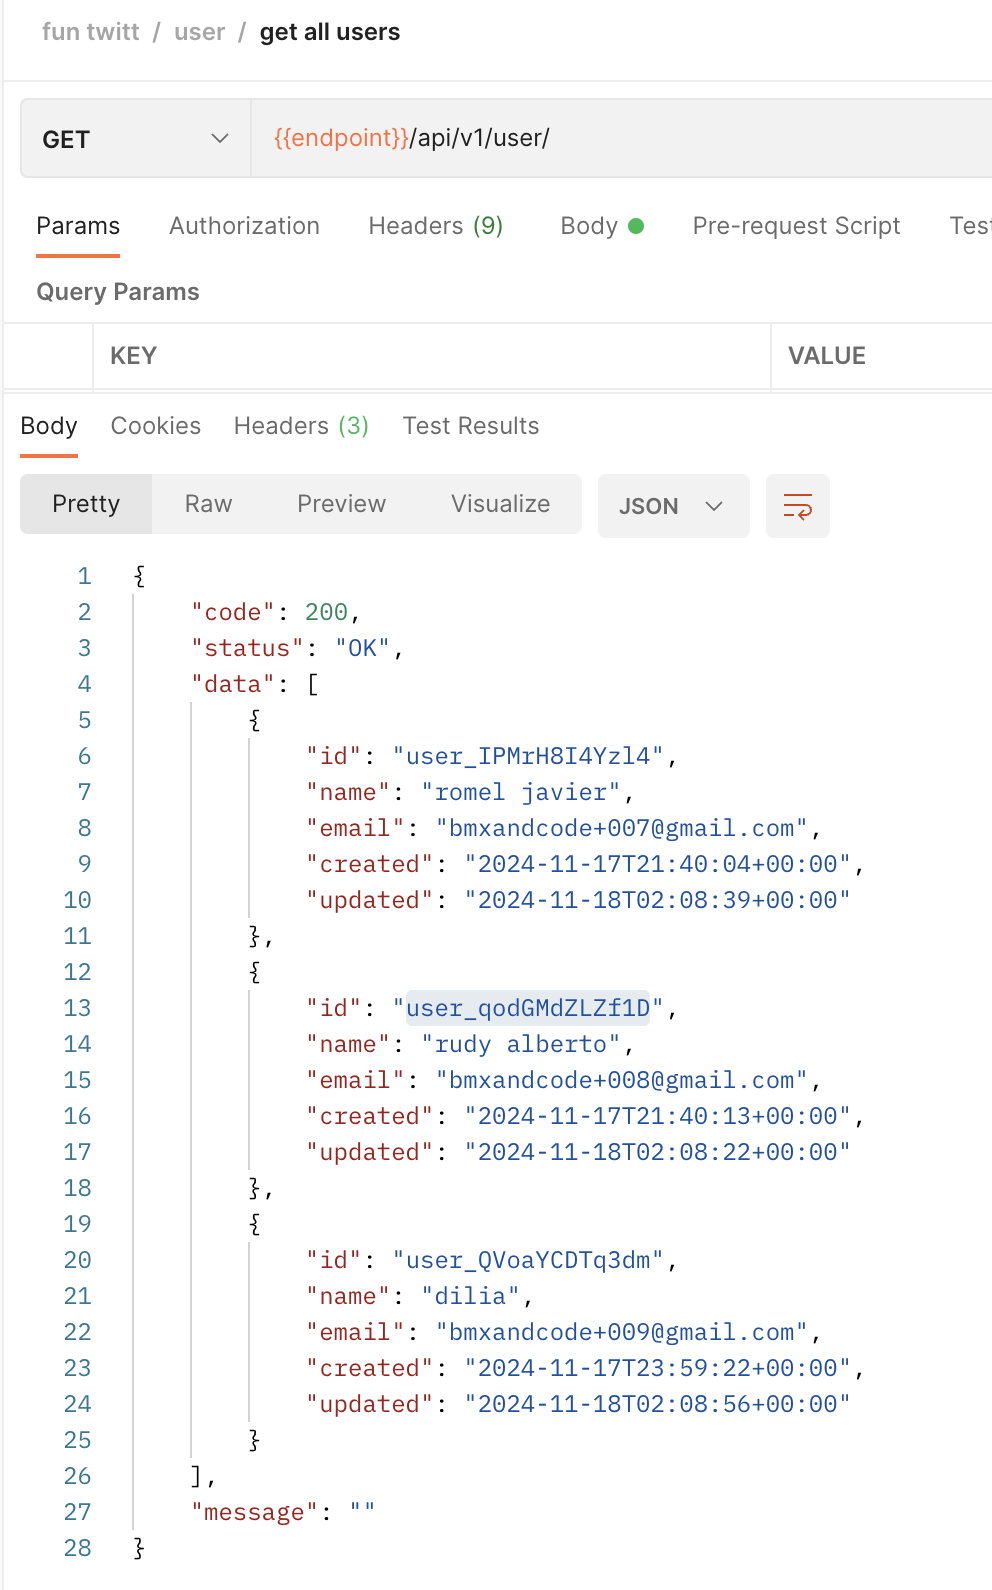 fun twitt / user / get all users
GET {{endpoint}}/api/v1/user/
Params Authorization Headers (9) Body Pre-request Script Test
Query Params
KEY VALUE
Body Cookies Headers (3) Test Results
Pretty Raw Preview Visualize JSON
1 {
2 "code": 200,
3 "status": "OK",
4 "data": [
5 {
6 "id": "user_IPMrH8I4Yzl4",
7 "name": "romel javier",
8 "email": "bmxandcode+007@gmail.com",
9 "created": "2024-11-17T21:40:04+00:00",
10 "updated": "2024-11-18T02:08:39+00:00"
11 },
12 {
13 "id": "user_qodGMdZLZf1D",
14 "name": "rudy alberto",
15 "email": "bmxandcode+008@gmail.com",
16 "created": "2024-11-17T21:40:13+00:00",
17 "updated": "2024-11-18T02:08:22+00:00"
18 },
19 {
20 "id": "user_QVoaYCDTq3dm",
21 "name": "dilia",
22 "email": "bmxandcode+009@gmail.com",
23 "created": "2024-11-17T23:59:22+00:00",
24 "updated": "2024-11-18T02:08:56+00:00"
25 }
26 ],
27 "message": ""
28 }